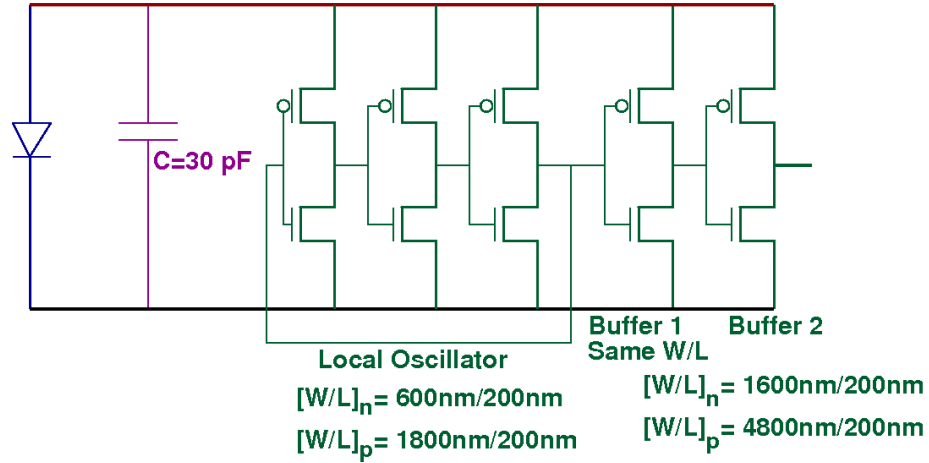 C=30 pF
Buffer 1 Buffer 2
Same W/L
Local Oscillator
[W/L]n= 600nm/200nm
[W/L]p= 1800nm/200nm
[W/L]n= 1600nm/200nm
[W/L]p= 4800nm/200nm